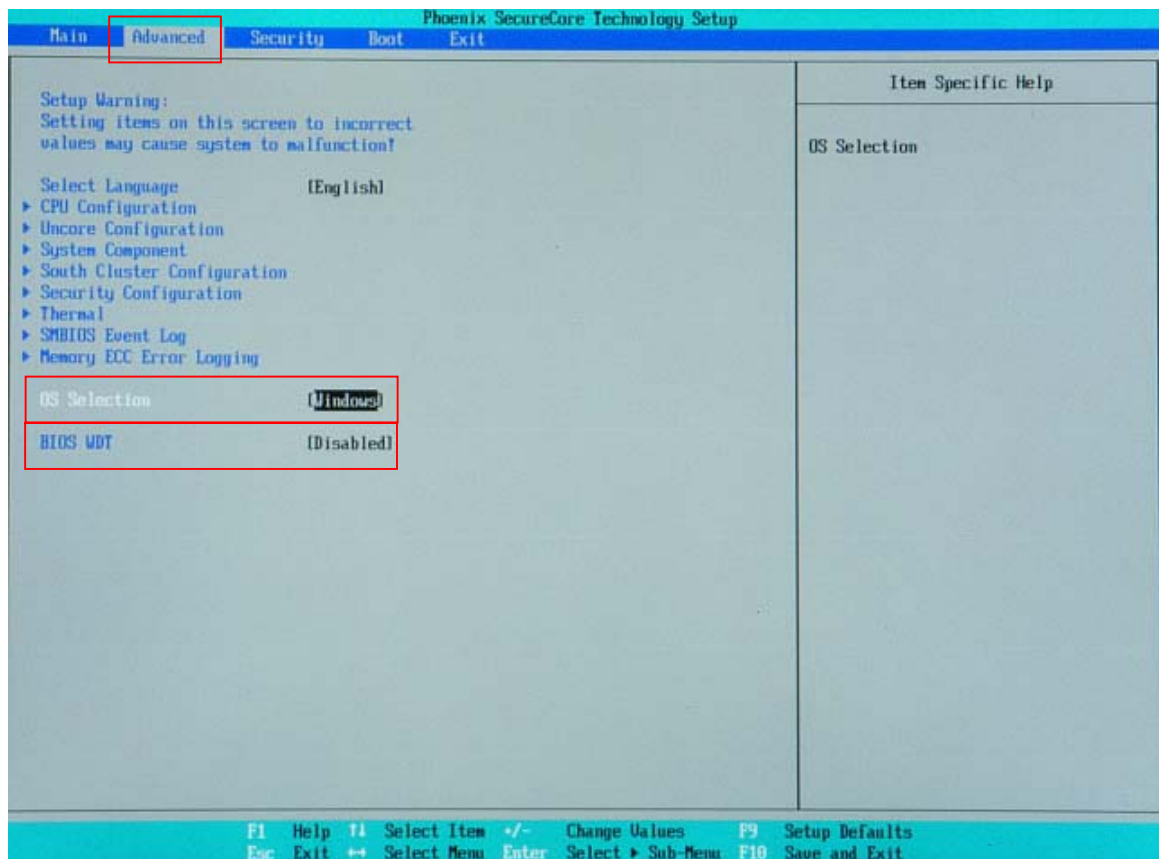 Phoenix SecureCore Technology Setup
Main Advanced Security Boot Exit
Setup Warning:
Setting items on this screen to incorrect
values may cause system to malfunction!
Select Language [English]
▶ CPU Configuration
▶ Uncore Configuration
▶ System Component
▶ South Cluster Configuration
▶ Security Configuration
▶ Thermal
▶ SMBIOS Event Log
▶ Memory ECC Error Logging
OS Selection [Windows]
BIOS WDT [Disabled]
Item Specific Help
OS Selection
F1 Help ↑↓ Select Item +/- Change Values F9 Setup Defaults
Esc Exit ←→ Select Menu Enter Select ▶ Sub-Menu F10 Save and Exit